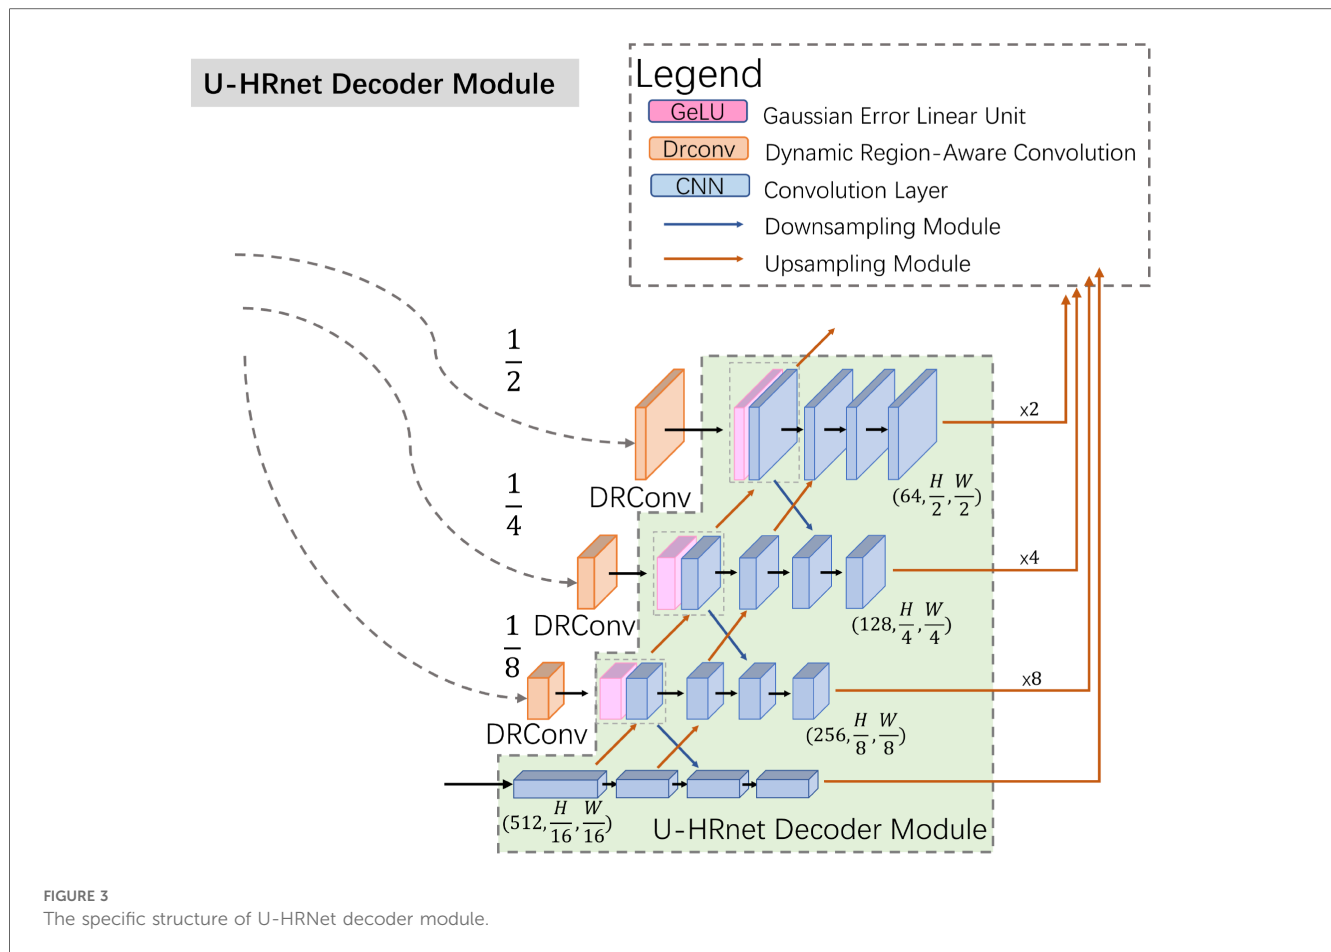 U-HRnet Decoder Module
Legend
GeLU Gaussian Error Linear Unit
Drconv Dynamic Region-Aware Convolution
CNN Convolution Layer
Downsampling Module
Upsampling Module
1/2
DRConv
x2
(64, H/2, W/2)
1/4
DRConv
x4
(128, H/4, W/4)
1/8
DRConv
x8
(256, H/8, W/8)
(512, H/16, W/16)
U-HRnet Decoder Module
FIGURE 3
The specific structure of U-HRNet decoder module.